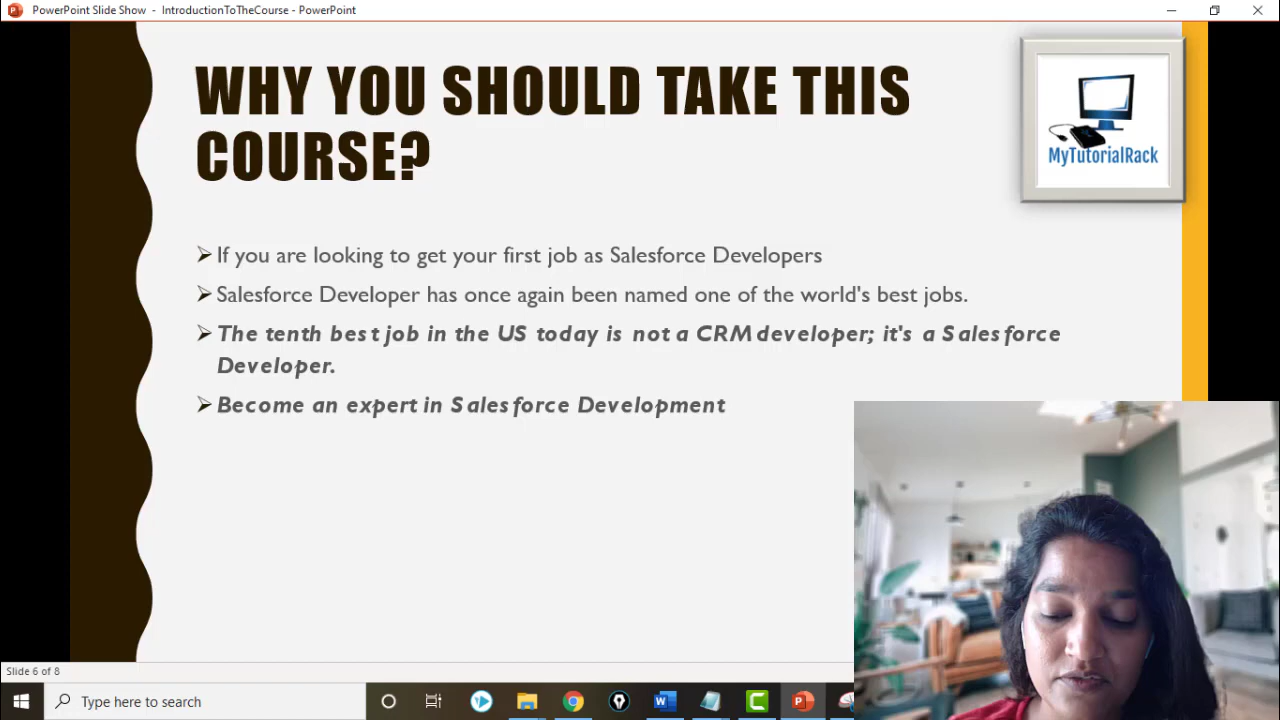 PowerPoint Slide Show - IntroductionToTheCourse - PowerPoint
WHY YOU SHOULD TAKE THIS
COURSE?
MyTutorialRack
If you are looking to get your first job as Salesforce Developers
Salesforce Developer has once again been named one of the world's best jobs.
The tenth best job in the US today is not a CRM developer; it's a Salesforce
Developer.
Become an expert in Salesforce Development
Slide 6 of 8
Type here to search